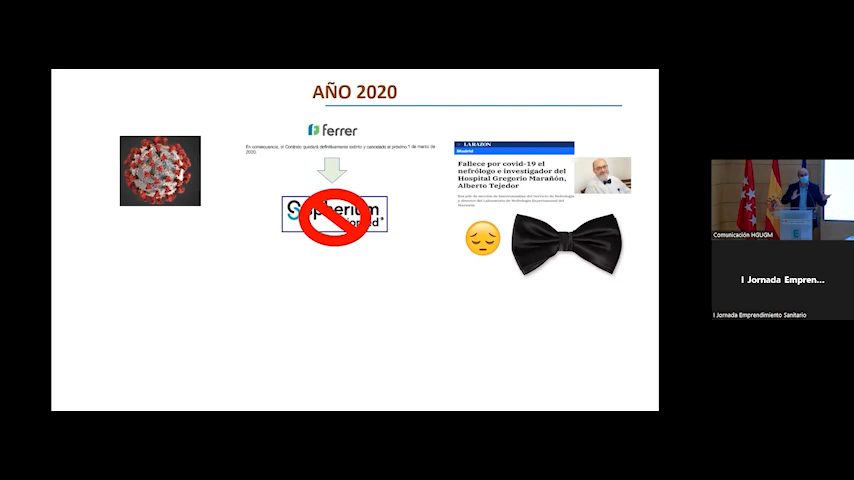 AÑO 2020
ferrer
En consecuencia, el Contrato quedará definitivamente extinto y cancelado el próximo 1 de marzo de
2020.
Spherium
LA RAZON
Madrid
Fallece por covid-19 el
nefrólogo e investigador del
Hospital Gregorio Marañón,
Alberto Tejedor
Comunicación HGUGM
I Jornada Empren...
I Jornada Emprendimiento Sanitario